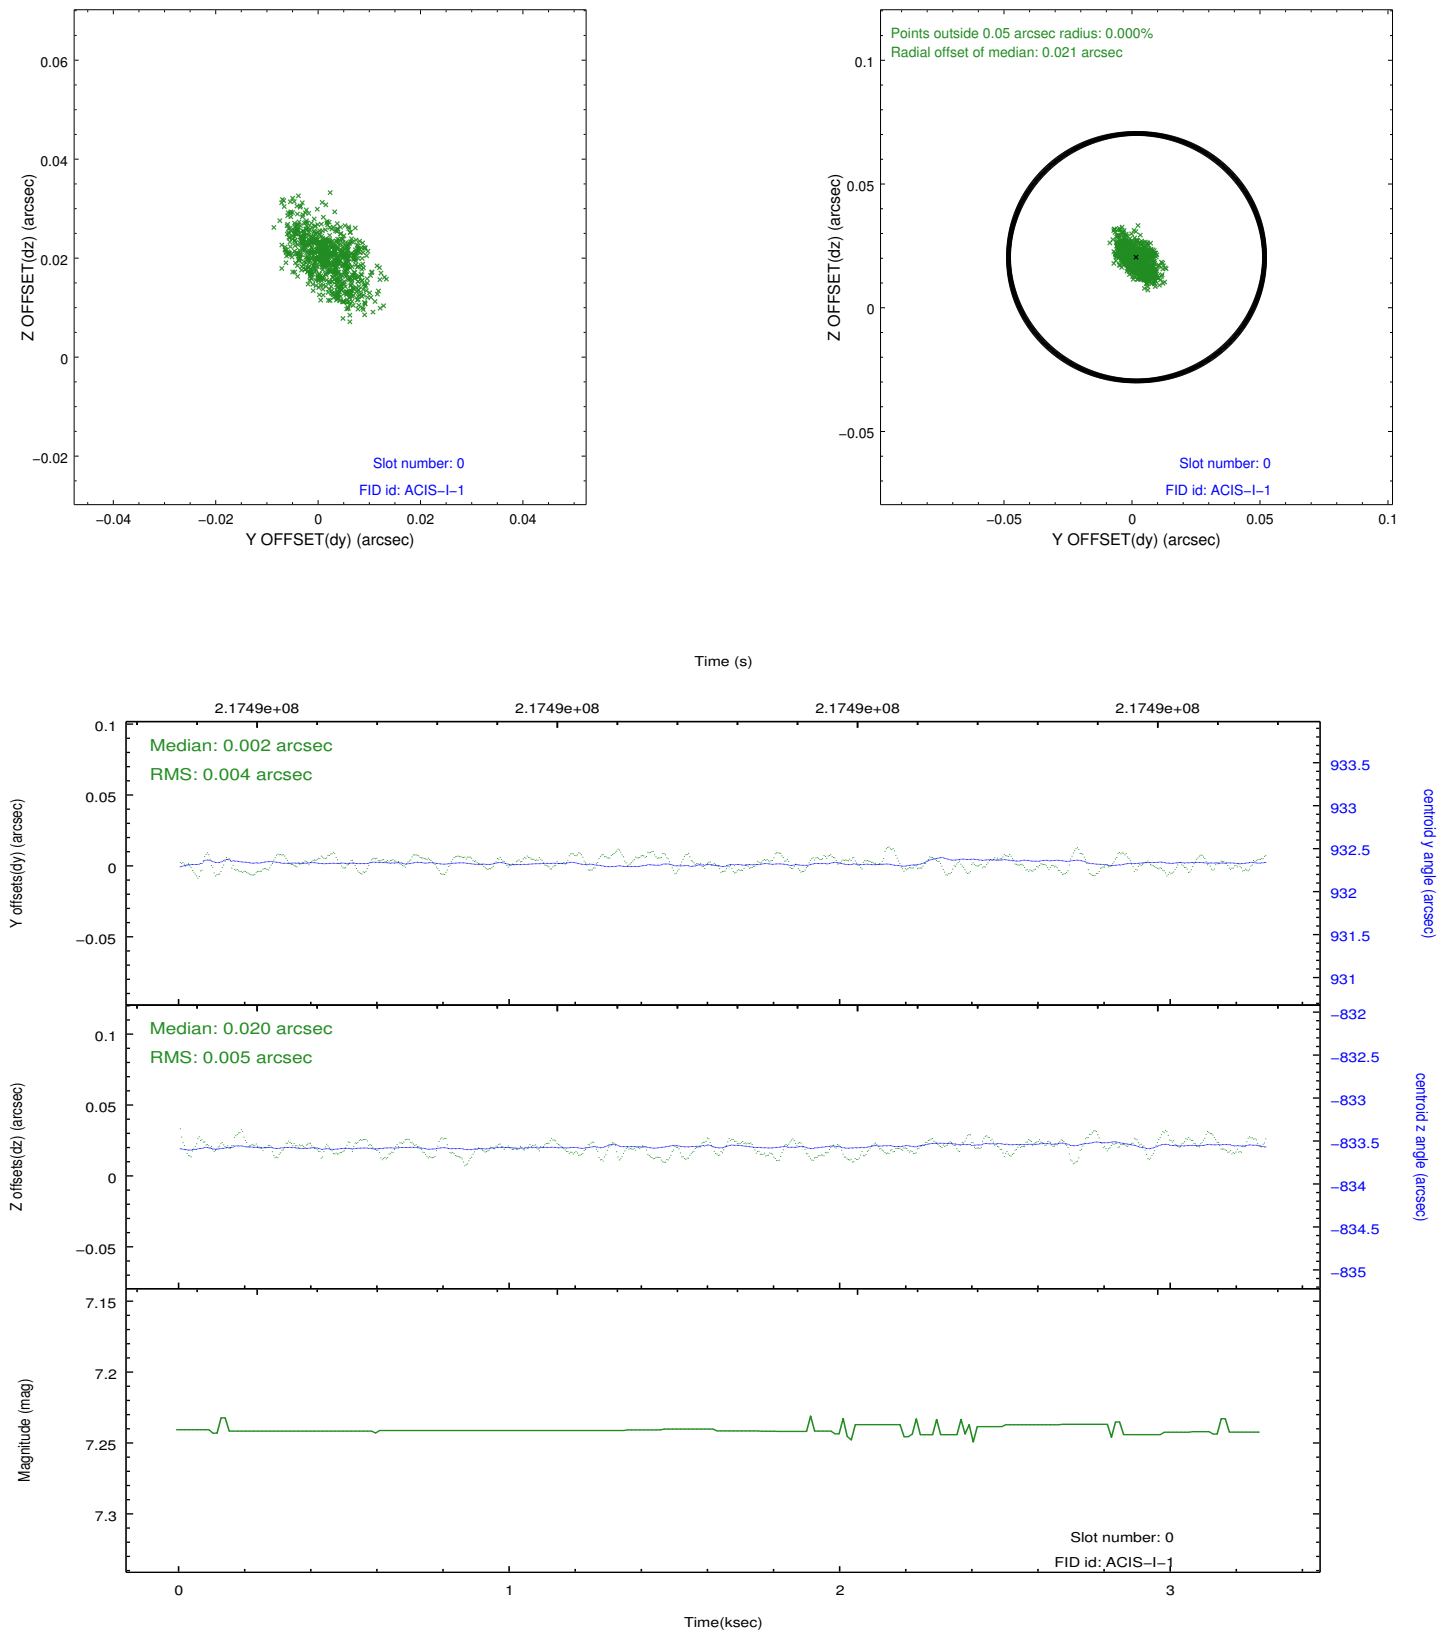 0.06
0.04
0.02
0
−0.02
Z OFFSET(dz) (arcsec)
Slot number: 0
FID id: ACIS−I−1
−0.04 −0.02 0 0.02 0.04
Y OFFSET(dy) (arcsec)
Points outside 0.05 arcsec radius: 0.000%
Radial offset of median: 0.021 arcsec
0.1
0.05
0
−0.05
Z OFFSET(dz) (arcsec)
Slot number: 0
FID id: ACIS−I−1
−0.05 0 0.05 0.1
Y OFFSET(dy) (arcsec)
Time (s)
2.1749e+08 2.1749e+08 2.1749e+08 2.1749e+08
Median: 0.002 arcsec
RMS: 0.004 arcsec
0.1
0.05
0
−0.05
Y offsets(dy) (arcsec)
933.5
933
932.5
932
931.5
931
centroid y angle (arcsec)
Median: 0.020 arcsec
RMS: 0.005 arcsec
0.1
0.05
0
−0.05
Z offsets(dz) (arcsec)
−832
−832.5
−833
−833.5
−834
−834.5
−835
centroid z angle (arcsec)
7.15
7.2
7.25
7.3
Magnitude (mag)
Slot number: 0
FID id: ACIS−I−1
0 1 2 3
Time(ksec)